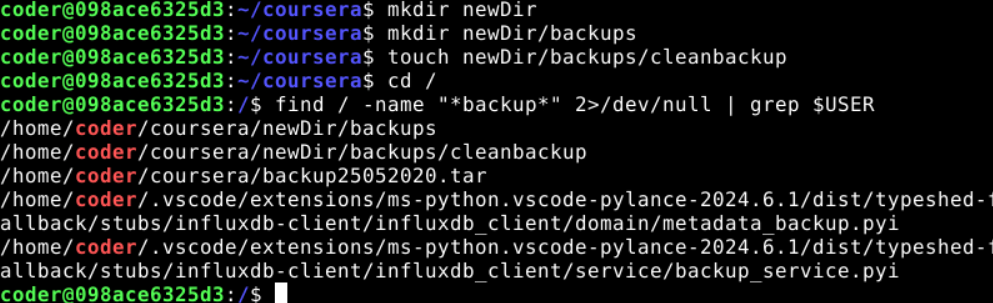 coder@098ace6325d3:~/coursera$ mkdir newDir
coder@098ace6325d3:~/coursera$ mkdir newDir/backups
coder@098ace6325d3:~/coursera$ touch newDir/backups/cleanbackup
coder@098ace6325d3:~/coursera$ cd /
coder@098ace6325d3:/$ find / -name "*backup*" 2>/dev/null | grep $USER
/home/coder/coursera/newDir/backups
/home/coder/coursera/newDir/backups/cleanbackup
/home/coder/coursera/backup25052020.tar
/home/coder/.vscode/extensions/ms-python.vscode-pylance-2024.6.1/dist/typeshed-f
allback/stubs/influxdb-client/influxdb_client/domain/metadata_backup.pyi
/home/coder/.vscode/extensions/ms-python.vscode-pylance-2024.6.1/dist/typeshed-f
allback/stubs/influxdb-client/influxdb_client/service/backup_service.pyi
coder@098ace6325d3:/$